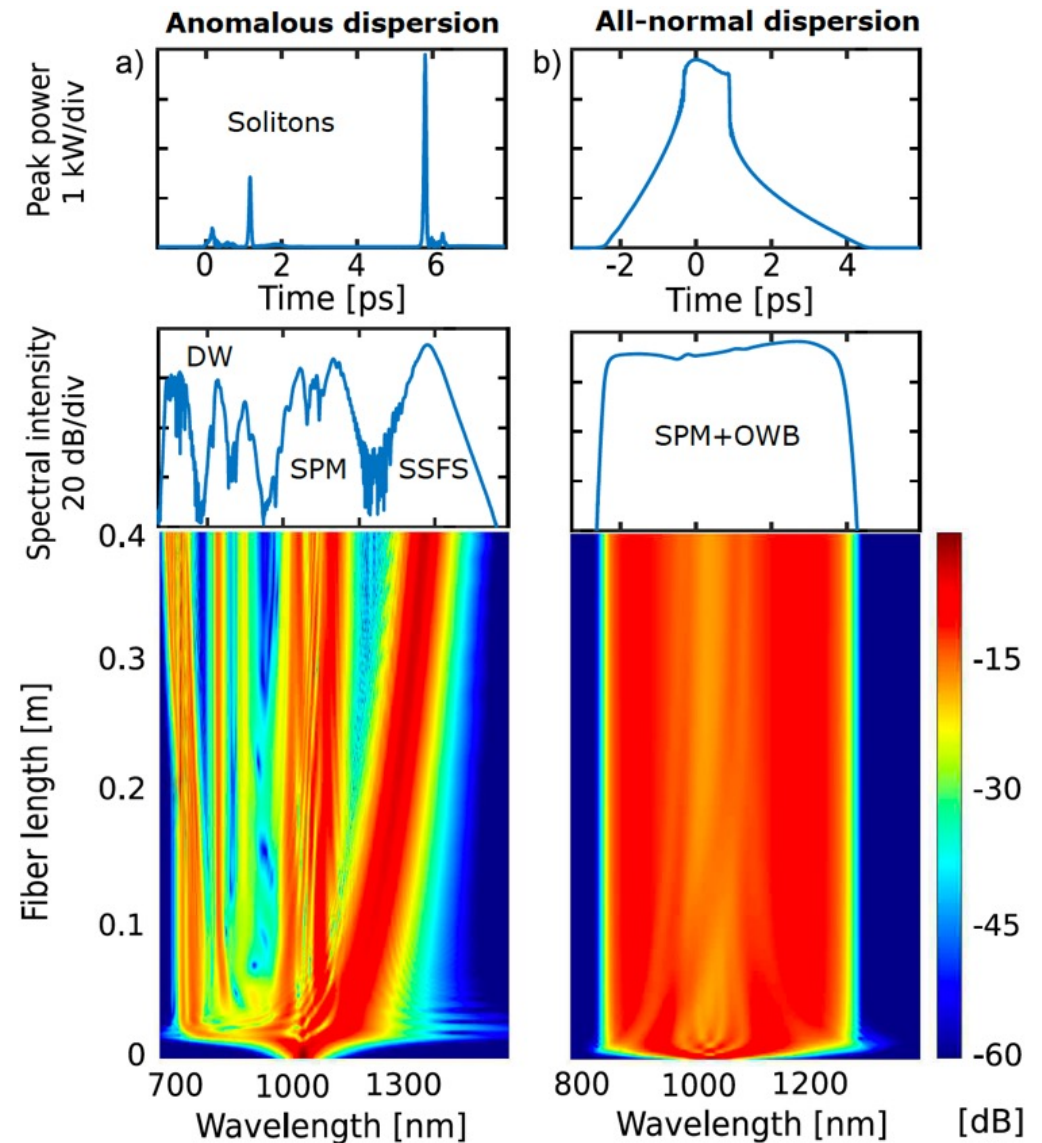 Anomalous dispersion
All-normal dispersion
a)
b)
Peak power
1 kW/div
Solitons
0 2 4 6
Time [ps]
-2 0 2 4
Time [ps]
Spectral intensity
20 dB/div
DW
SPM
SSFS
SPM+OWB
Fiber length [m]
0.4
0.3
0.2
0.1
0
700 1000 1300
Wavelength [nm]
800 1000 1200
Wavelength [nm]
-15
-30
-45
-60
[dB]